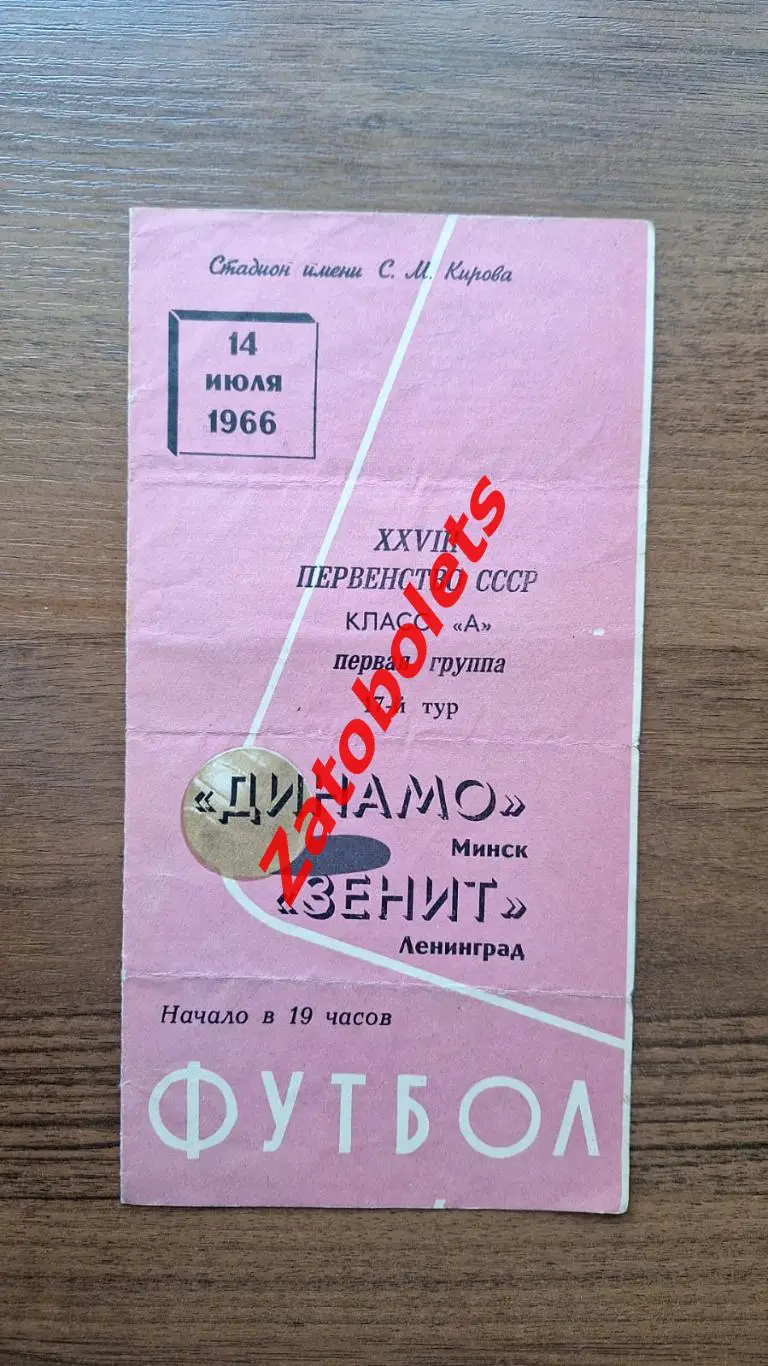 Стадион имени С. М. Кирова
14
ИЮЛЯ
1966
XXVIII
ПЕРВЕНСТВО СССР
КЛАСС «А»
первая группа
17-й тур
«ДИНАМО»
Минск
«ЗЕНИТ»
Ленинград
Начало в 19 часов
ФУТБОЛ
Zatobolets